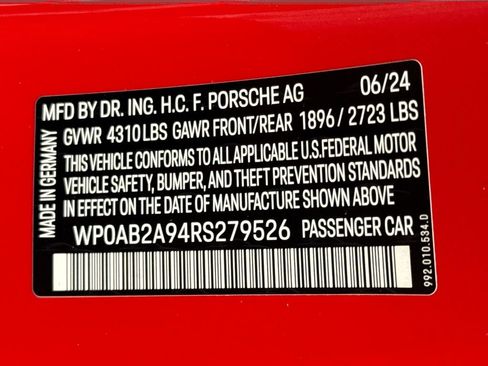 MFD BY DR. ING. H.C. F. PORSCHE AG 06/24
GVWR 4310 LBS GAWR FRONT/REAR 1896 / 2723 LBS
THIS VEHICLE CONFORMS TO ALL APPLICABLE U.S.FEDERAL MOTOR
VEHICLE SAFETY, BUMPER, AND THEFT PREVENTION STANDARDS
IN EFFECT ON THE DATE OF MANUFACTURE SHOWN ABOVE
WP0AB2A94RS279526 PASSENGER CAR
MADE IN GERMANY
992.010.534.D